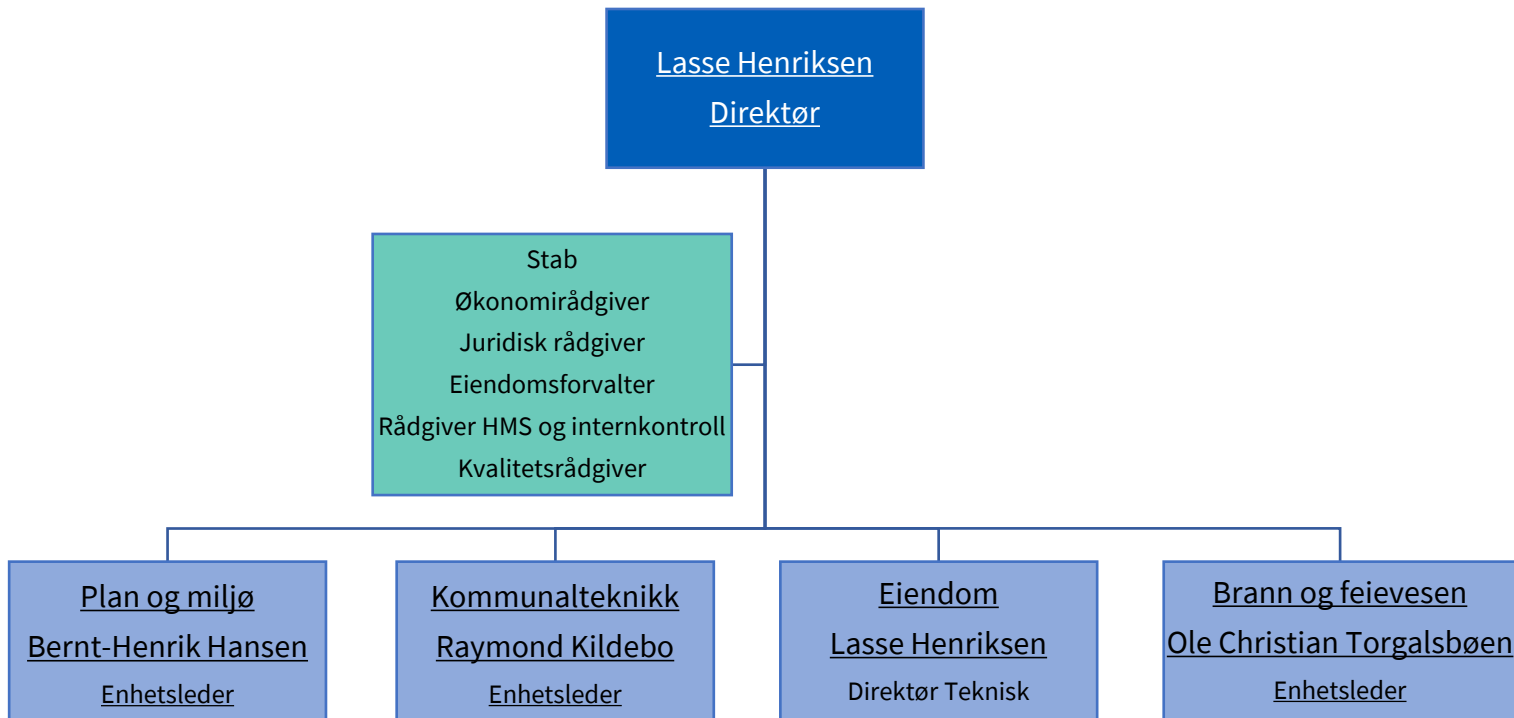 Lasse Henriksen
Direktør
Stab
Økonomirådgiver
Juridisk rådgiver
Eiendomsforvalter
Rådgiver HMS og internkontroll
Kvalitetsrådgiver
Plan og miljø
Bernt-Henrik Hansen
Enhetsleder
Kommunalteknikk
Raymond Kildebo
Enhetsleder
Eiendom
Lasse Henriksen
Direktør Teknisk
Brann og feievesen
Ole Christian Torgalsbøen
Enhetsleder